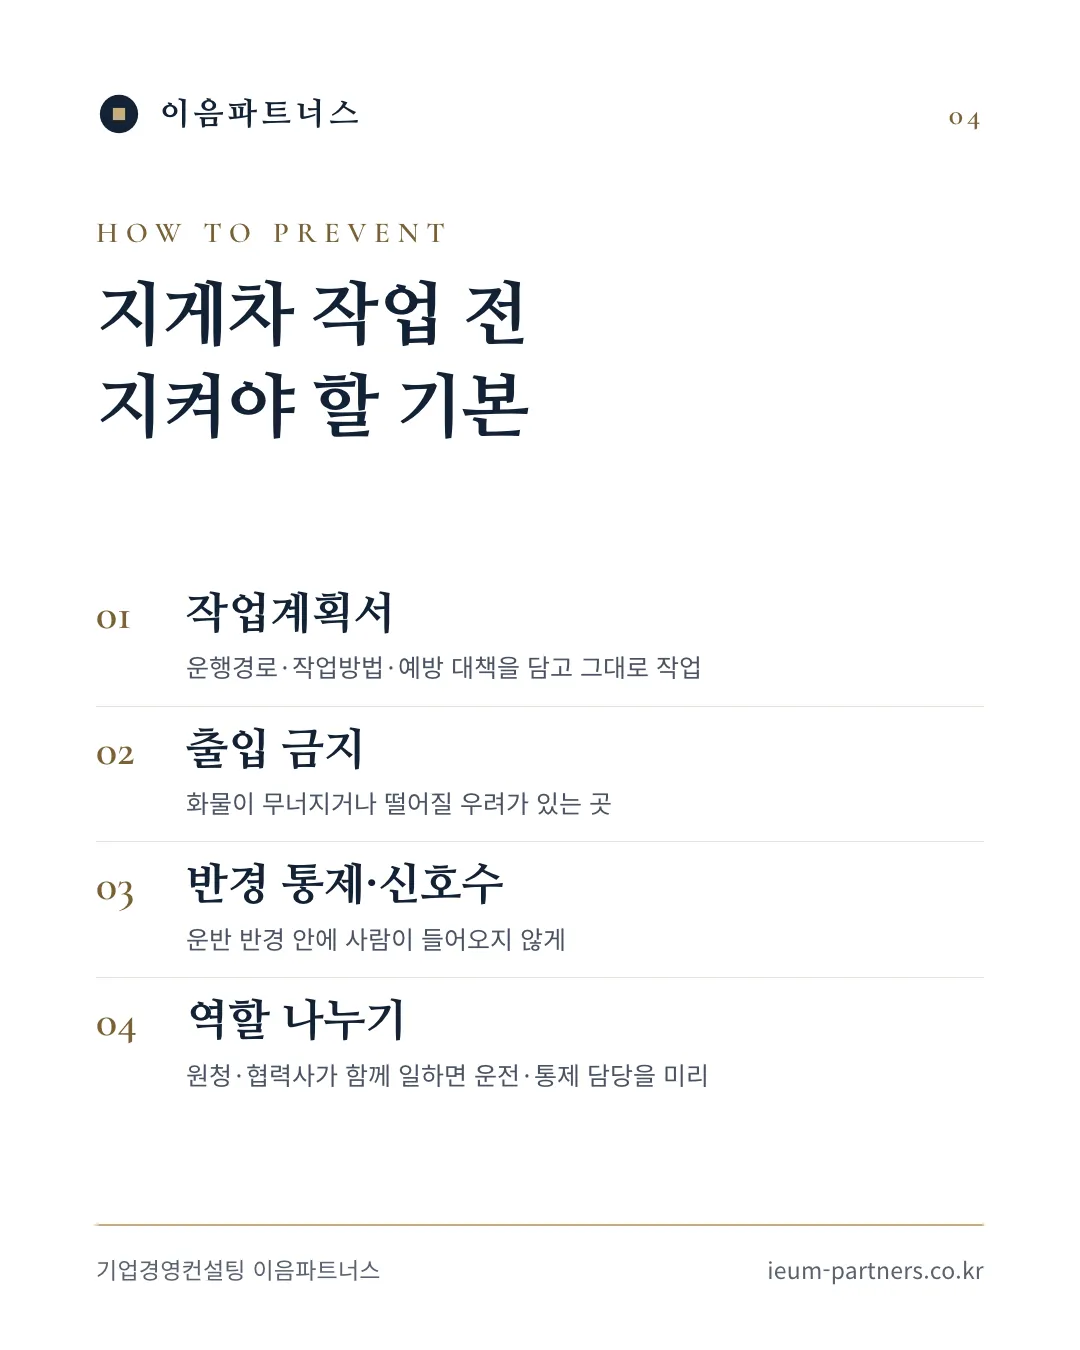 이음파트너스
04
HOW TO PREVENT
지게차 작업 전
지켜야 할 기본
01 작업계획서
운행경로·작업방법·예방 대책을 담고 그대로 작업
02 출입 금지
화물이 무너지거나 떨어질 우려가 있는 곳
03 반경 통제·신호수
운반 반경 안에 사람이 들어오지 않게
04 역할 나누기
원청·협력사가 함께 일하면 운전·통제 담당을 미리
기업경영컨설팅 이음파트너스
ieum-partners.co.kr